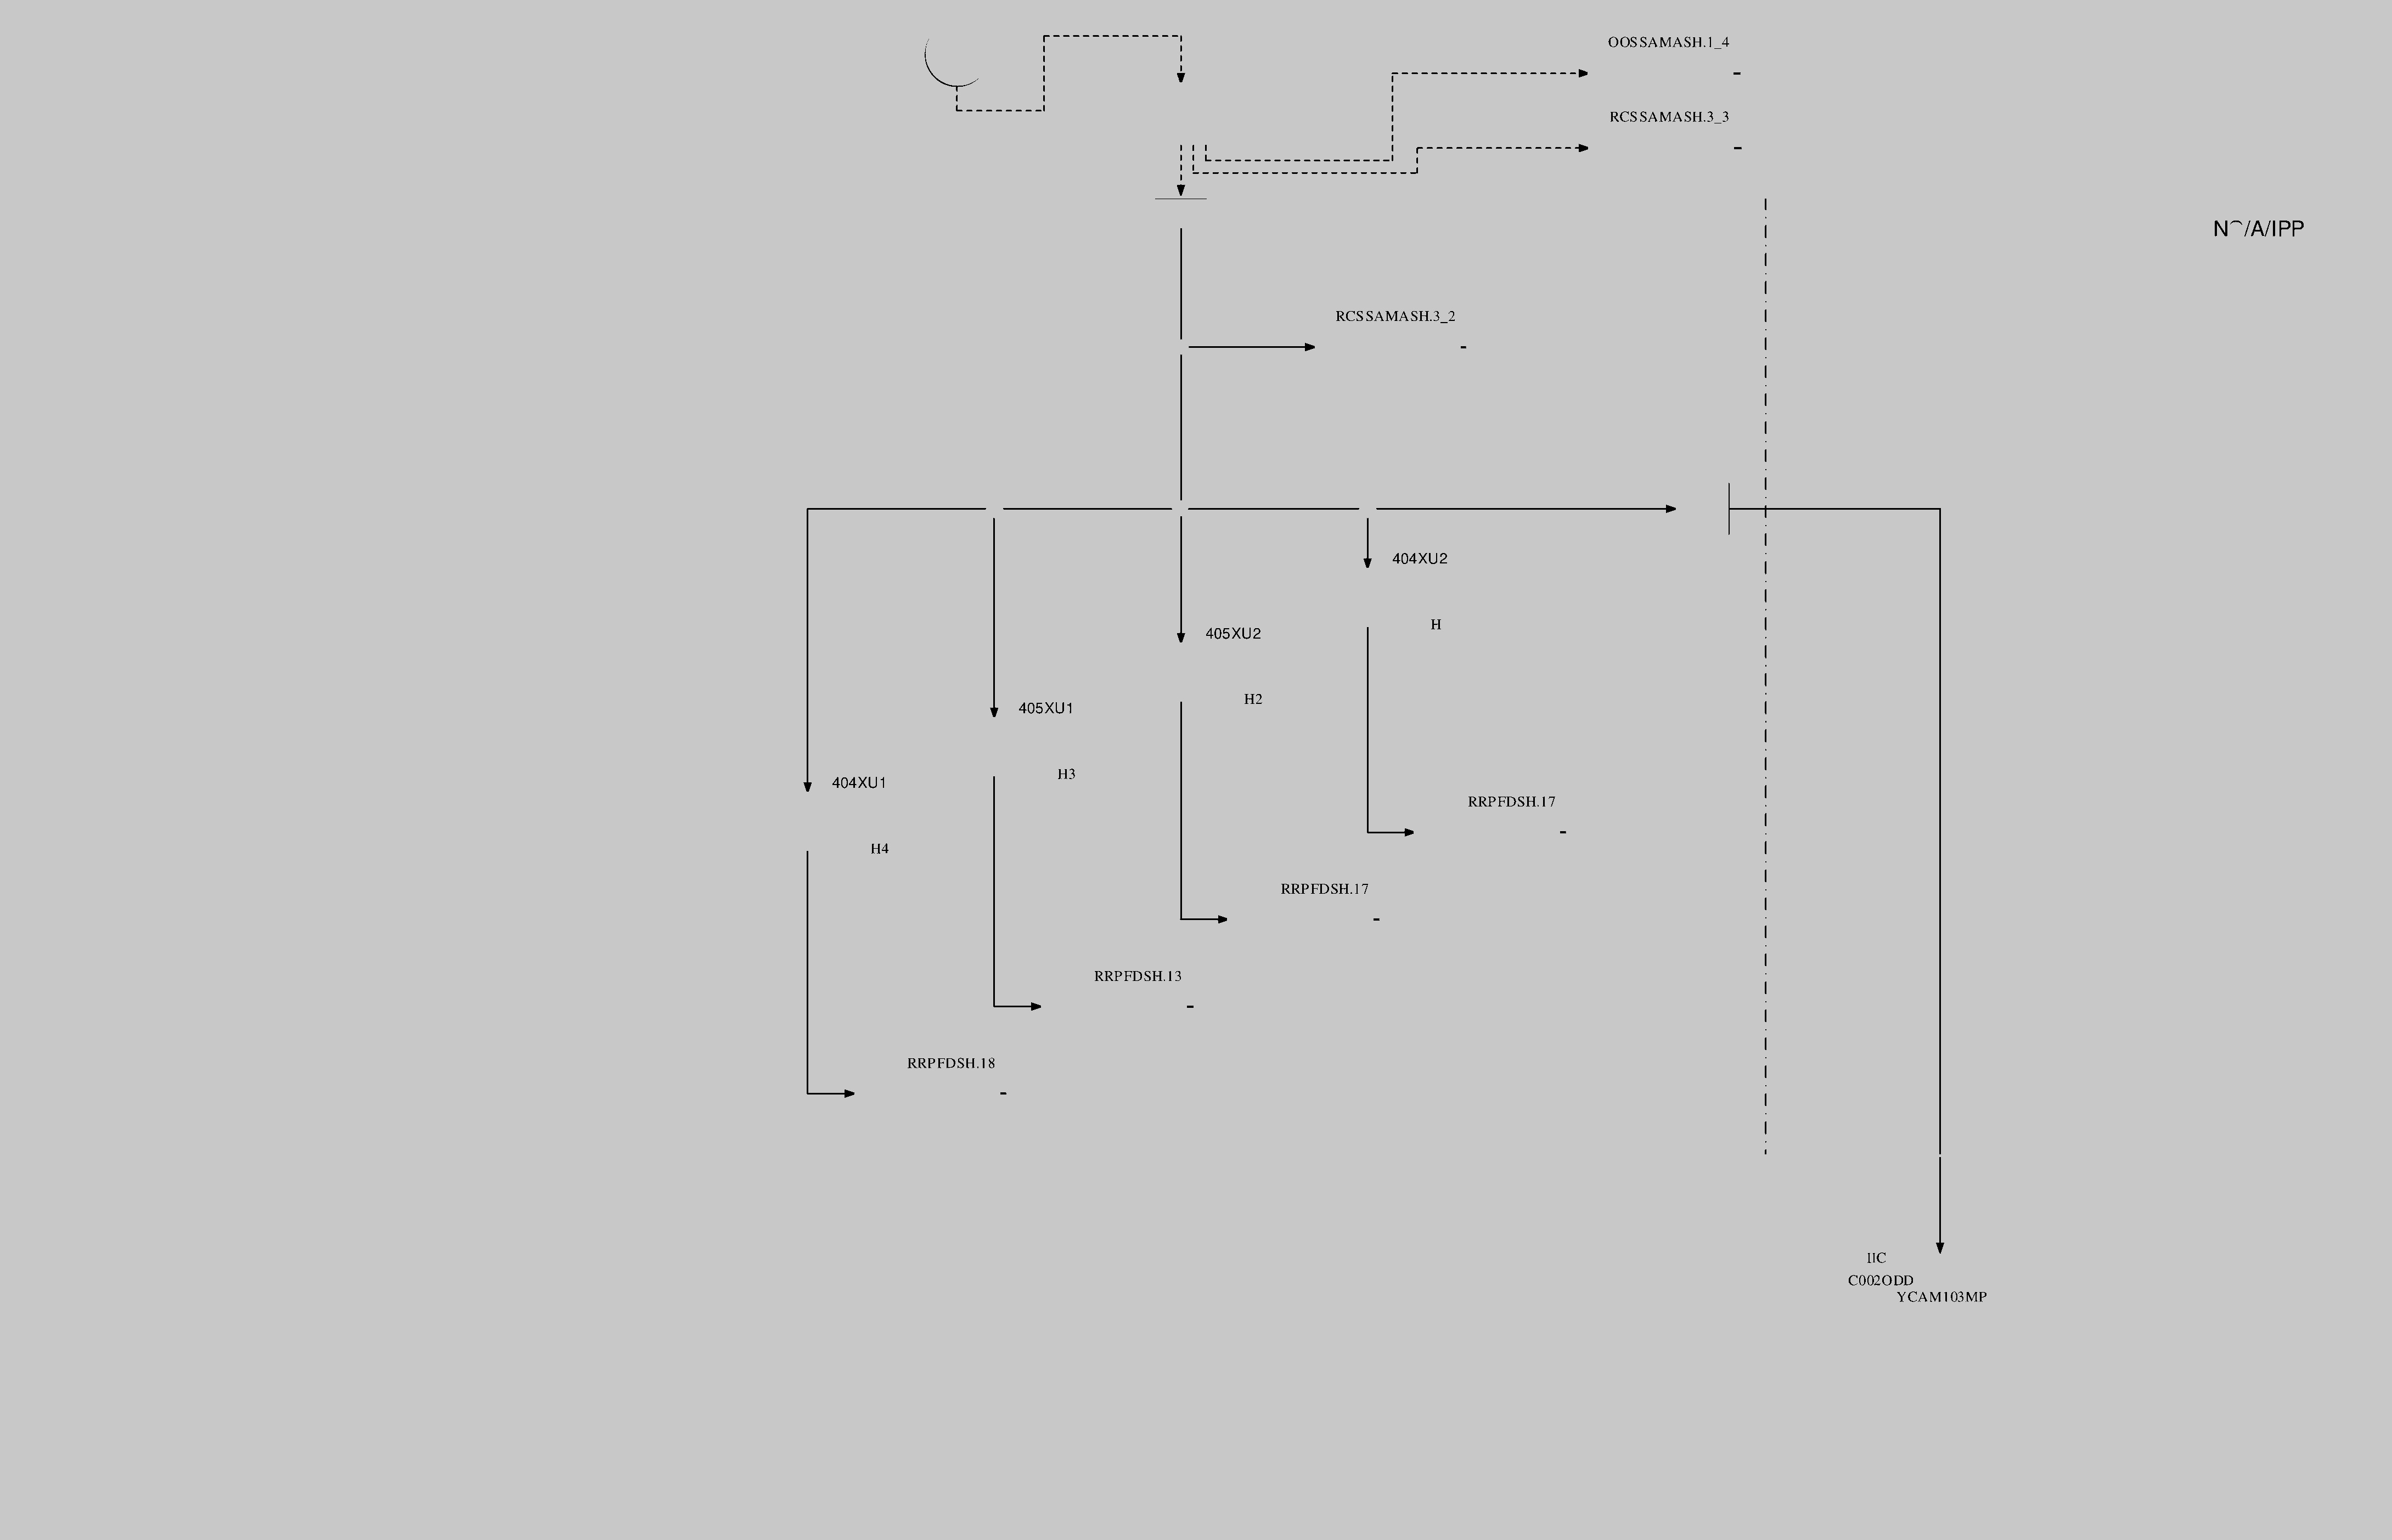 OOSSAMASH.1_4
RCSSAMASH.3_3
/A/IPP
RCSSAMASH.3_2
404XU2
H
405XU2
H2
405XU1
H3
404XU1
H4
RRPFDSH.17
RRPFDSH.17
RRPFDSH.13
RRPFDSH.18
C002ODD
YCAM103MP